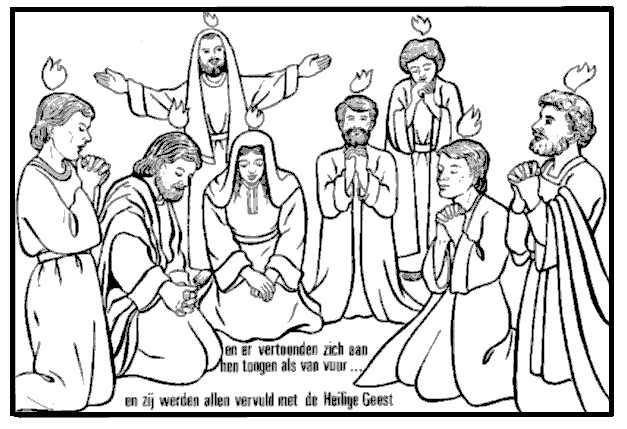 en er vertoonden zich aan
hen tongen als van vuur...
en zij werden allen vervuld met de Heilige Geest